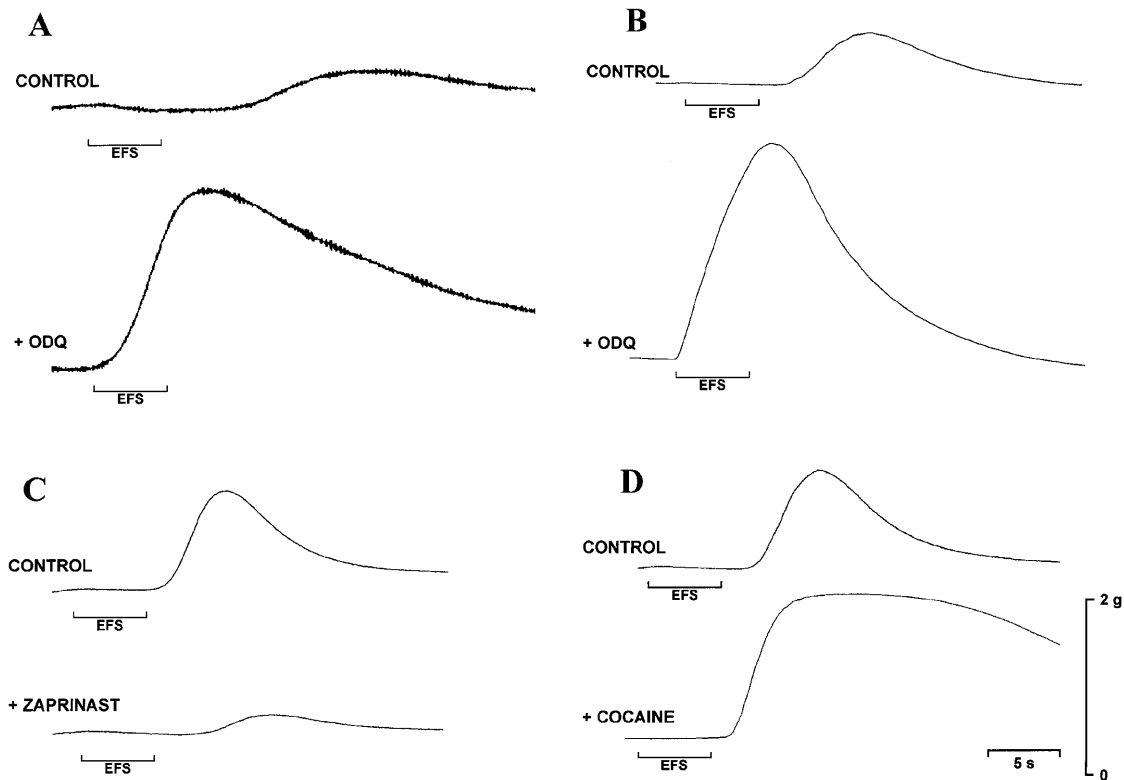 A
CONTROL
EFS
+ ODQ
EFS
B
CONTROL
EFS
+ ODQ
EFS
C
CONTROL
EFS
+ ZAPRINAST
EFS
D
CONTROL
EFS
+ COCAINE
EFS
2 g
0
5 s